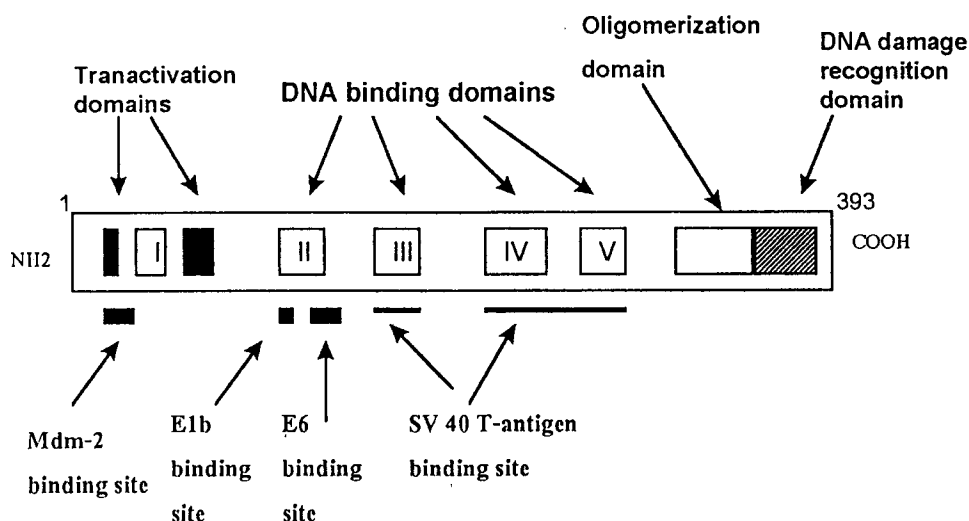 Oligomerization
domain
DNA damage
recognition
domain
Tranactivation
domains
DNA binding domains
1
393
NH2
I
II
III
IV
V
COOH
Mdm-2
binding site
E1b
binding
site
E6
binding
site
SV 40 T-antigen
binding site